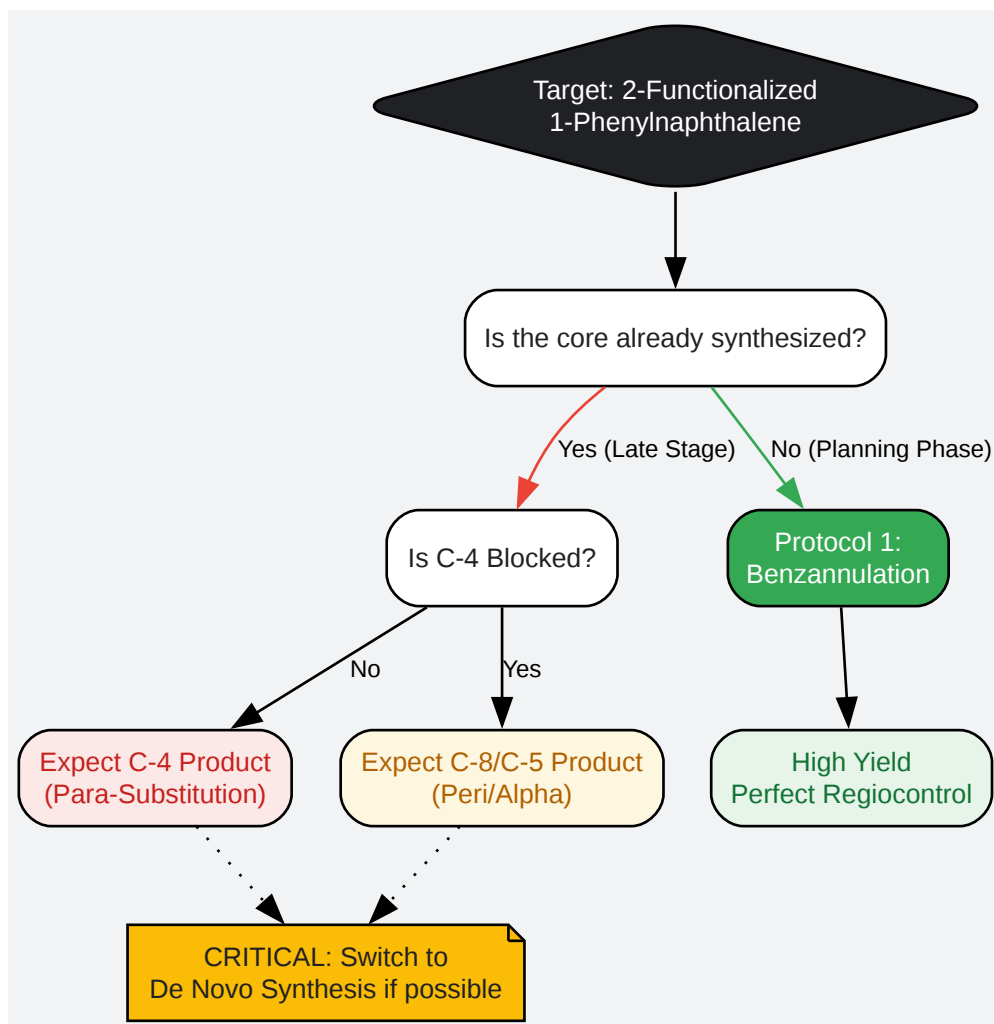 Target: 2-Functionalized
1-Phenylnaphthalene
Is the core already synthesized?
Yes (Late Stage)
No (Planning Phase)
Is C-4 Blocked?
Protocol 1:
Benzannulation
No
Yes
Expect C-4 Product
(Para-Substitution)
Expect C-8/C-5 Product
(Peri/Alpha)
High Yield
Perfect Regiocontrol
CRITICAL: Switch to
De Novo Synthesis if possible